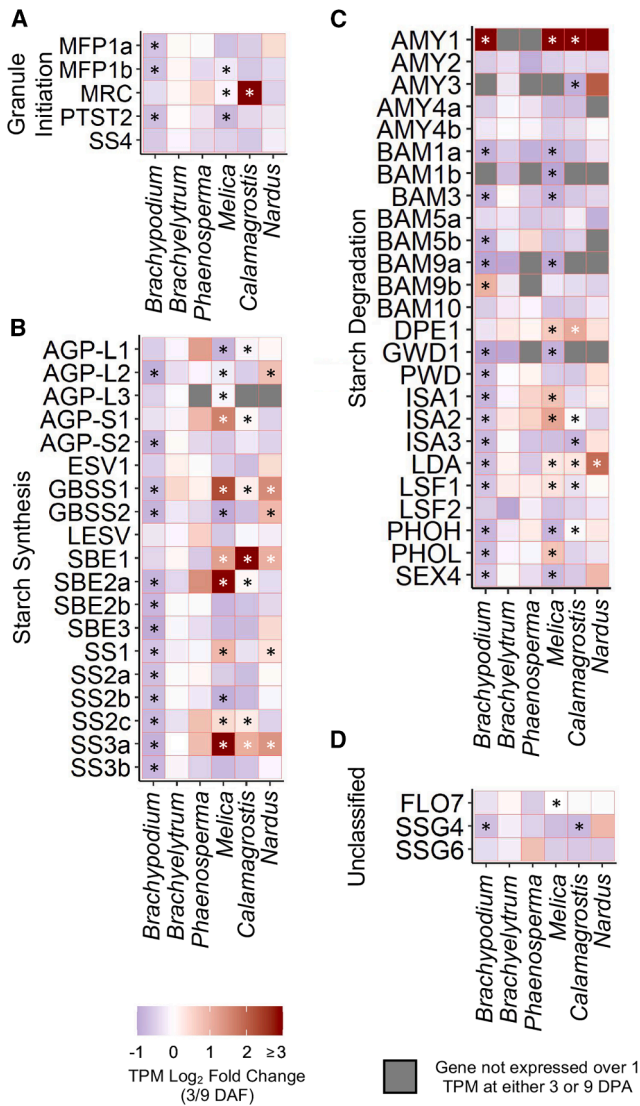 A
Granule
Initiation
MFP1a
MFP1b
MRC
PTST2
SS4
*
*
*
*
*
*
*
Brachypodium
Brachyelytrum
Phaenosperma
Melica
Calamagrostis
Nardus
B
Starch Synthesis
AGP-L1 * *
AGP-L2 * * *
AGP-L3 *
AGP-S1 * *
AGP-S2 *
ESV1
GBSS1 * * * *
GBSS2 * * *
LESV
SBE1 * * *
SBE2a * * *
SBE2b *
SBE3 *
SS1 * * *
SS2a *
SS2b * *
SS2c * * *
SS3a * * * *
SS3b *
Brachypodium
Brachyelytrum
Phaenosperma
Melica
Calamagrostis
Nardus
-1 0 1 2 ≥3
TPM Log₂ Fold Change
(3/9 DAF)
C
Starch Degradation
AMY1 * * *
AMY2
AMY3 *
AMY4a
AMY4b
BAM1a * *
BAM1b *
BAM3 * *
BAM5a
BAM5b *
BAM9a * *
BAM9b *
BAM10
DPE1 * *
GWD1 * *
PWD *
ISA1 * *
ISA2 * * *
ISA3 * *
LDA * * * *
LSF1 * * *
LSF2
PHOH * * *
PHOL * *
SEX4 * *
Brachypodium
Brachyelytrum
Phaenosperma
Melica
Calamagrostis
Nardus
D
Unclassified
FLO7 *
SSG4 * *
SSG6
Brachypodium
Brachyelytrum
Phaenosperma
Melica
Calamagrostis
Nardus
Gene not expressed over 1
TPM at either 3 or 9 DPA